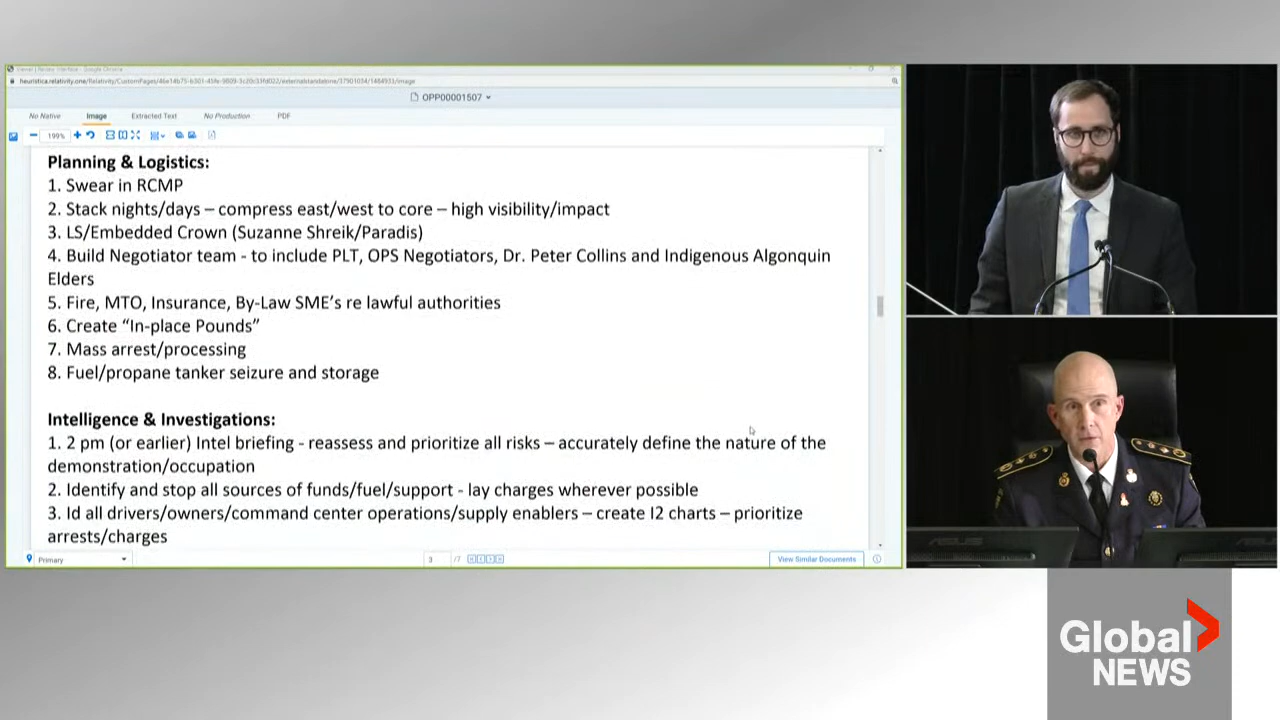 OPP00001507
No Native Image Extracted Text No Production PDF
199%
Planning & Logistics:
1. Swear in RCMP
2. Stack nights/days – compress east/west to core – high visibility/impact
3. LS/Embedded Crown (Suzanne Shreik/Paradis)
4. Build Negotiator team - to include PLT, OPS Negotiators, Dr. Peter Collins and Indigenous Algonquin
Elders
5. Fire, MTO, Insurance, By-Law SME’s re lawful authorities
6. Create “In-place Pounds”
7. Mass arrest/processing
8. Fuel/propane tanker seizure and storage
Intelligence & Investigations:
1. 2 pm (or earlier) Intel briefing - reassess and prioritize all risks – accurately define the nature of the
demonstration/occupation
2. Identify and stop all sources of funds/fuel/support - lay charges wherever possible
3. Id all drivers/owners/command center operations/supply enablers – create I2 charts – prioritize
arrests/charges
Primary 3 /7 View Similar Documents
ASUS
Global
NEWS